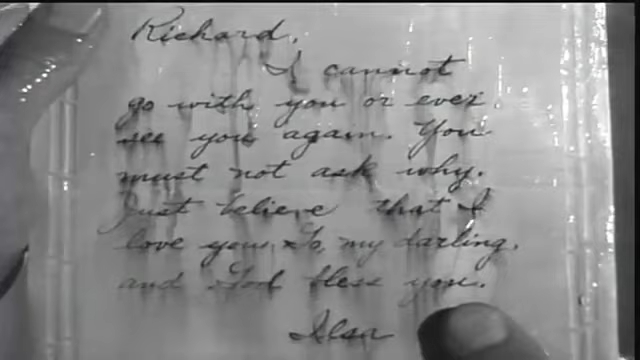 Richard,
I cannot
go with you or ever
see you again. You
must not ask why.
Just believe that I
love you. Go, my darling,
and God bless you.
Ilsa